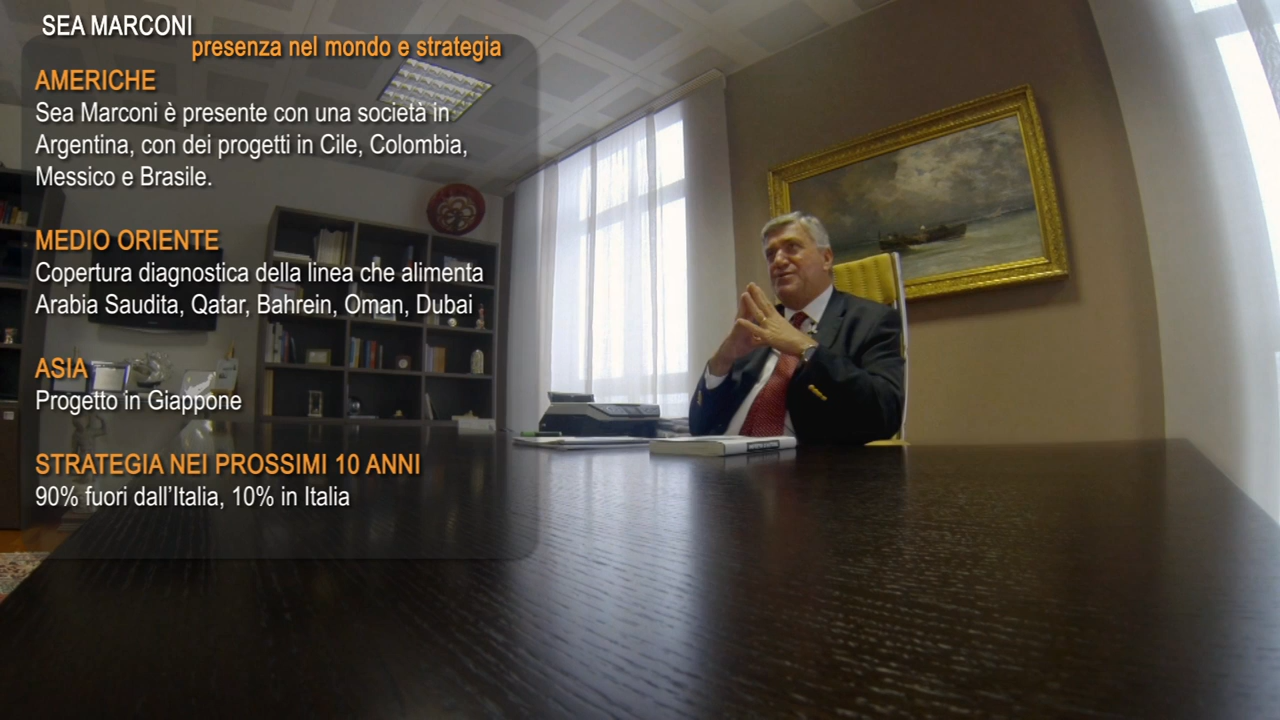 SEA MARCONI
presenza nel mondo e strategia
AMERICHE
Sea Marconi è presente con una società in
Argentina, con dei progetti in Cile, Colombia,
Messico e Brasile.
MEDIO ORIENTE
Copertura diagnostica della linea che alimenta
Arabia Saudita, Qatar, Bahrein, Oman, Dubai
ASIA
Progetto in Giappone
STRATEGIA NEI PROSSIMI 10 ANNI
90% fuori dall'Italia, 10% in Italia